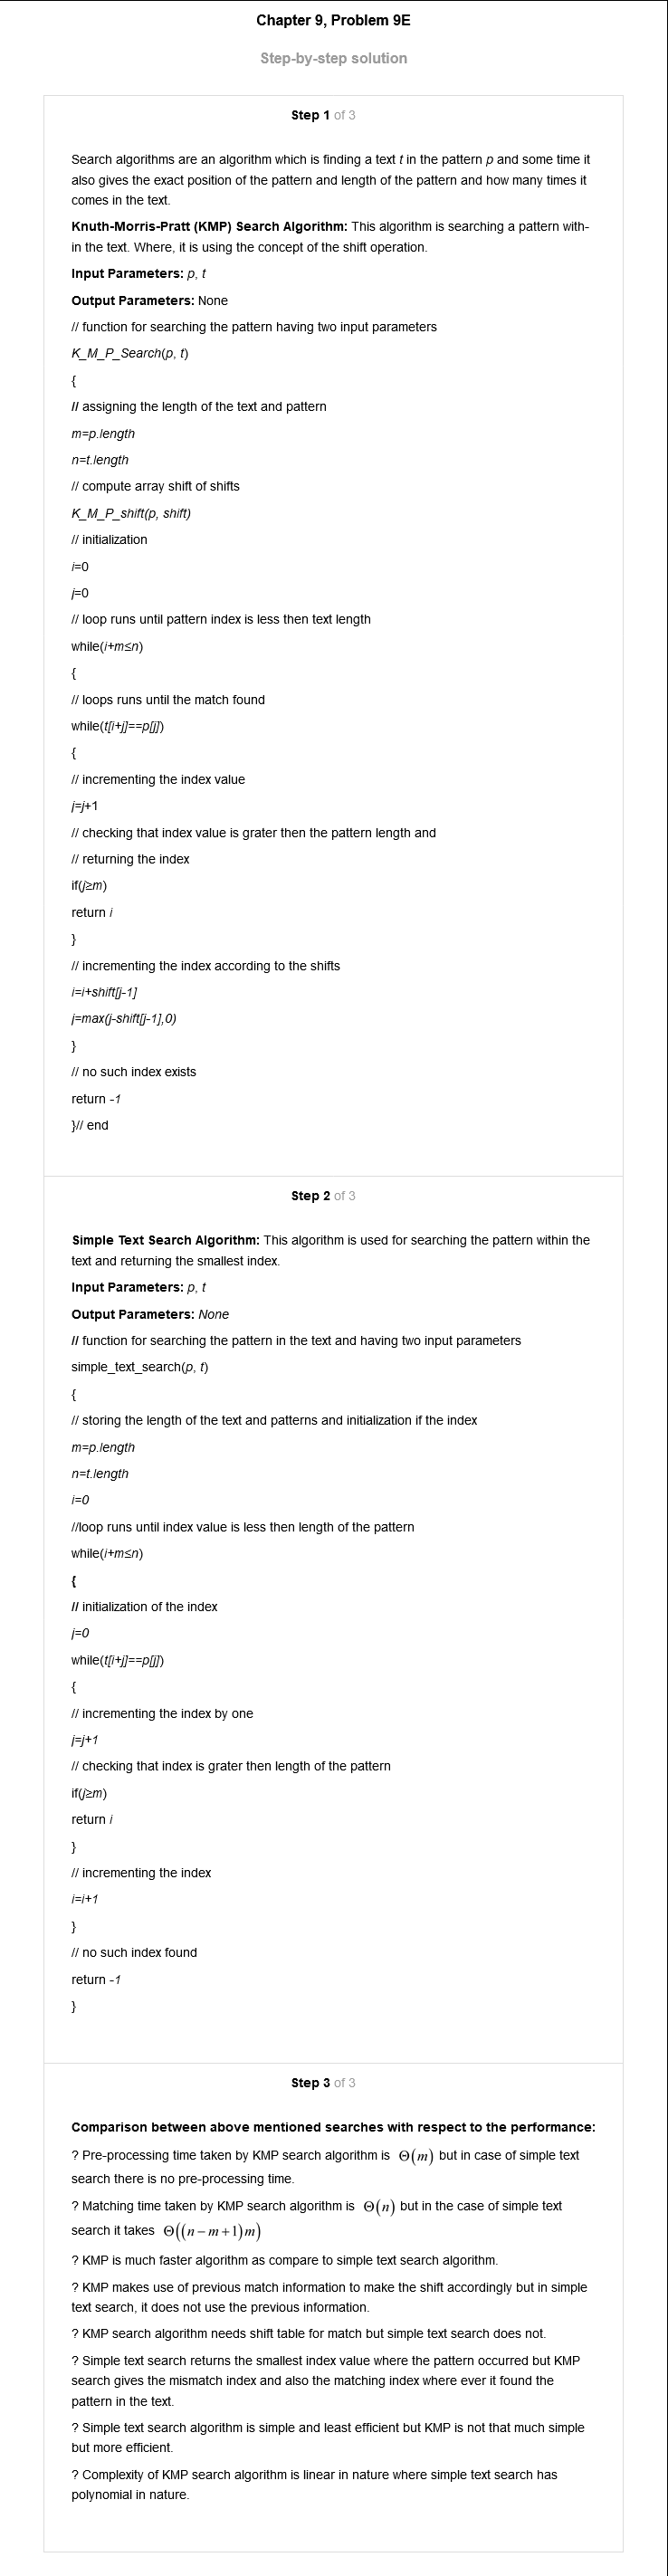 Chapter 9, Problem 9E
Step-by-step solution
Step 1 of 3
Search algorithms are an algorithm which is finding a text t in the pattern p and some time it
also gives the exact position of the pattern and length of the pattern and how many times it
comes in the text.
Knuth-Morris-Pratt (KMP) Search Algorithm: This algorithm is searching a pattern with-
in the text. Where, it is using the concept of the shift operation.
Input Parameters: p, t
Output Parameters: None
// function for searching the pattern having two input parameters
K_M_P_Search(p, t)
{
// assigning the length of the text and pattern
m=p.length
n=t.length
// compute array shift of shifts
K_M_P_shift(p, shift)
// initialization
i=0
j=0
// loop runs until pattern index is less then text length
while(i+m≤n)
{
// loops runs until the match found
while(t[i+j]==p[j])
{
// incrementing the index value
j=j+1
// checking that index value is grater then the pattern length and
// returning the index
if(j≥m)
return i
}
// incrementing the index according to the shifts
i=i+shift[j-1]
j=max(j-shift[j-1],0)
}
// no such index exists
return -1
}// end
Step 2 of 3
Simple Text Search Algorithm: This algorithm is used for searching the pattern within the
text and returning the smallest index.
Input Parameters: p, t
Output Parameters: None
// function for searching the pattern in the text and having two input parameters
simple_text_search(p, t)
{
// storing the length of the text and patterns and initialization if the index
m=p.length
n=t.length
i=0
//loop runs until index value is less then length of the pattern
while(i+m≤n)
{
// initialization of the index
j=0
while(t[i+j]==p[j])
{
// incrementing the index by one
j=j+1
// checking that index is grater then length of the pattern
if(j≥m)
return i
}
// incrementing the index
i=i+1
}
// no such index found
return -1
}
Step 3 of 3
Comparison between above mentioned searches with respect to the performance:
? Pre-processing time taken by KMP search algorithm is Θ(m) but in case of simple text
search there is no pre-processing time.
? Matching time taken by KMP search algorithm is Θ(n) but in the case of simple text
search it takes Θ((n−m+1)m)
? KMP is much faster algorithm as compare to simple text search algorithm.
? KMP makes use of previous match information to make the shift accordingly but in simple
text search, it does not use the previous information.
? KMP search algorithm needs shift table for match but simple text search does not.
? Simple text search returns the smallest index value where the pattern occurred but KMP
search gives the mismatch index and also the matching index where ever it found the
pattern in the text.
? Simple text search algorithm is simple and least efficient but KMP is not that much simple
but more efficient.
? Complexity of KMP search algorithm is linear in nature where simple text search has
polynomial in nature.